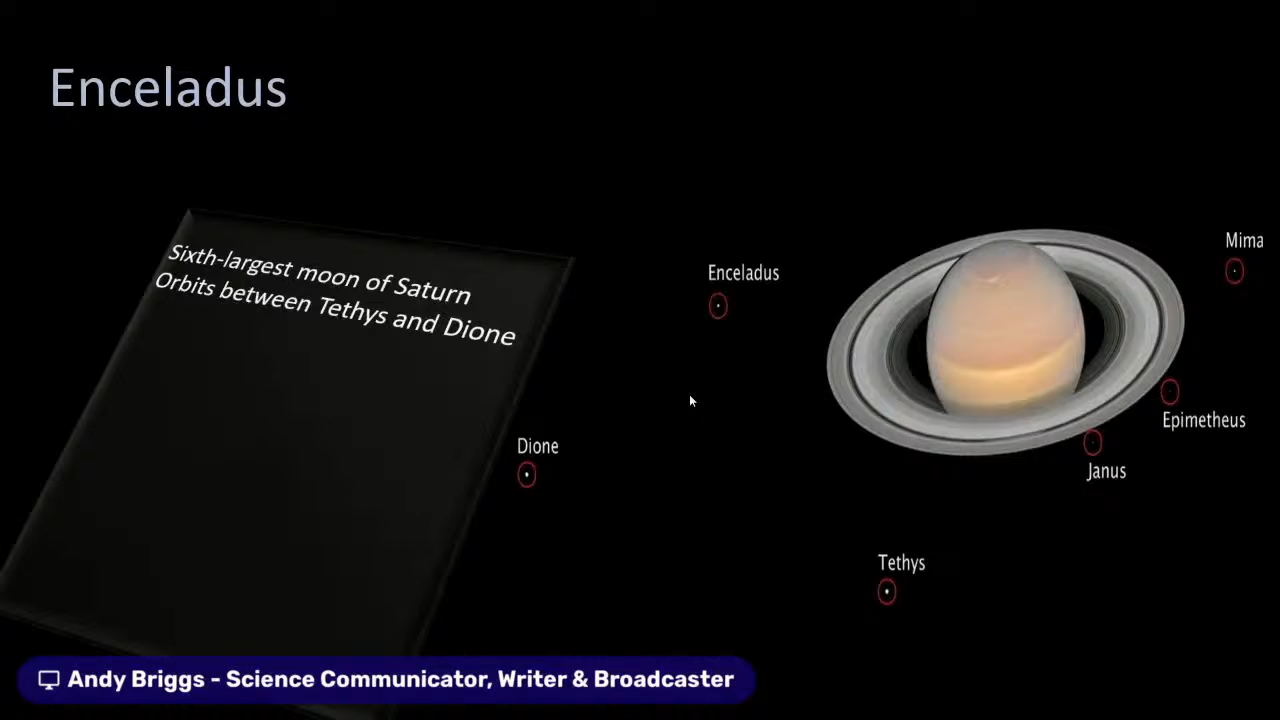 Enceladus
Sixth-largest moon of Saturn
Orbits between Tethys and Dione
Enceladus
Mima
Epimetheus
Janus
Dione
Tethys
Andy Briggs - Science Communicator, Writer & Broadcaster